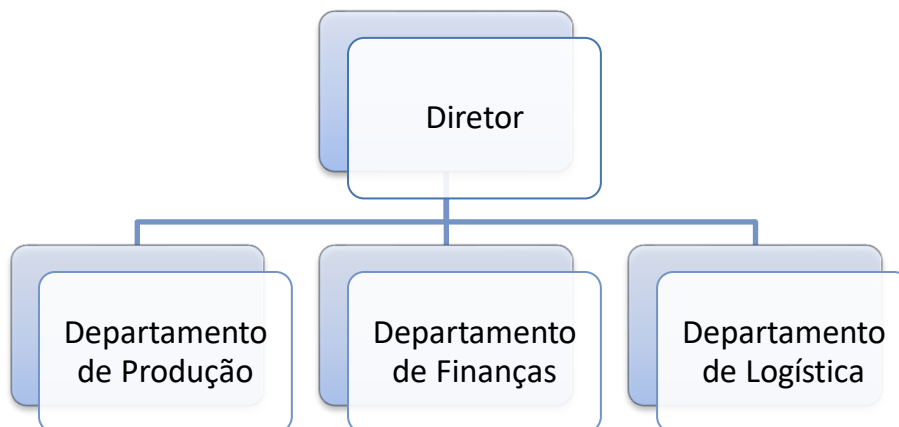 Diretor
Departamento
de Produção
Departamento
de Finanças
Departamento
de Logística